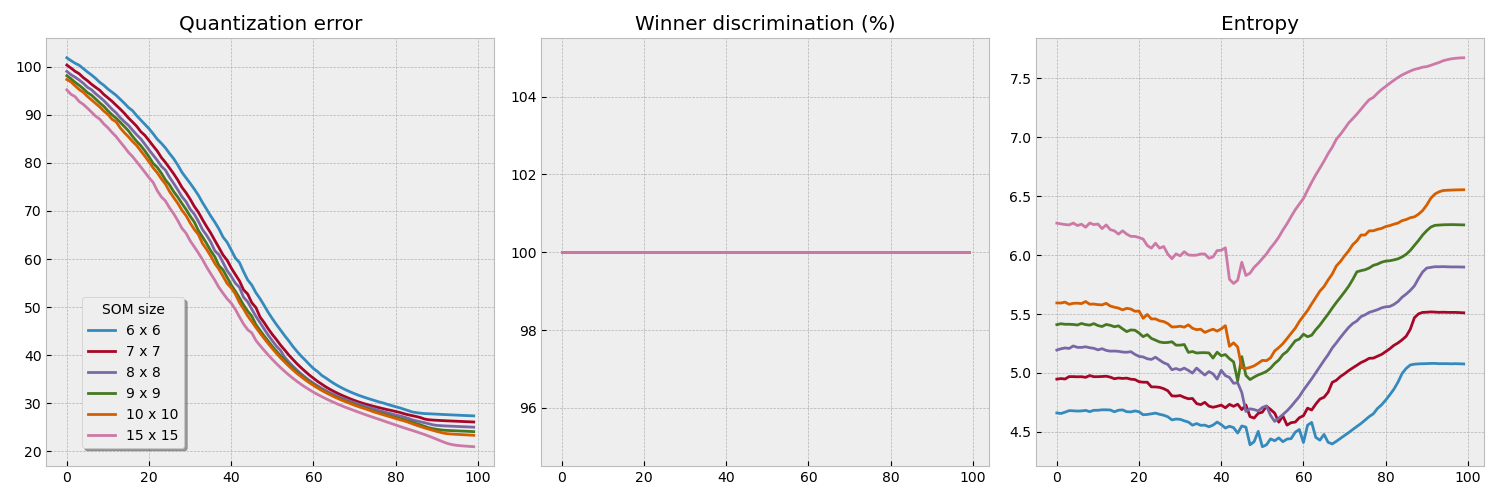 Quantization error
100
90
80
70
60
50
40
30
20
0 20 40 60 80 100
SOM size
6 x 6
7 x 7
8 x 8
9 x 9
10 x 10
15 x 15
Winner discrimination (%)
104
102
100
98
96
0 20 40 60 80 100
Entropy
7.5
7.0
6.5
6.0
5.5
5.0
4.5
0 20 40 60 80 100